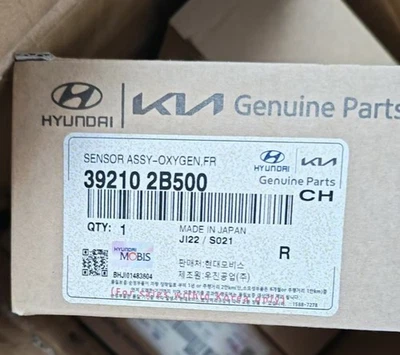 HYUNDAI KIA Genuine Parts
SENSOR ASSY-OXYGEN,FR
39210 2B500
HYUNDAI KIA
Genuine Parts
CH
QTY: 1
MADE IN JAPAN
JI22 / S021
R
HYUNDAI
MOBIS
BHJI01483804
판매처:현대모비스
제조원:우진공업(주)